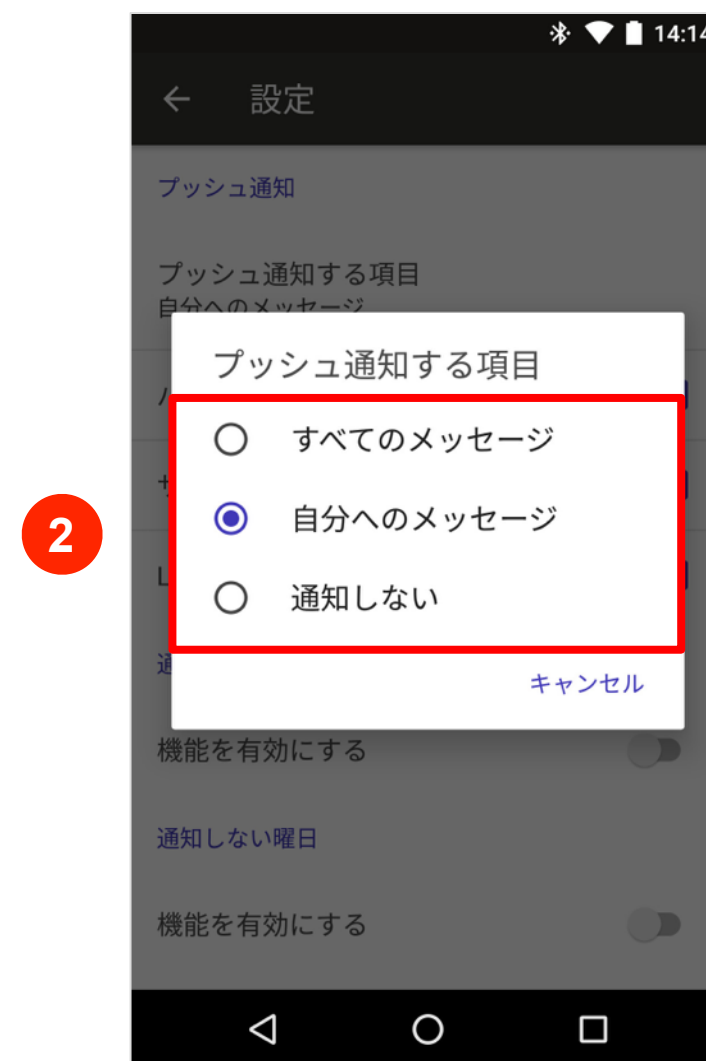 14:14
設定
プッシュ通知
プッシュ通知する項目
自分へのメッセージ
プッシュ通知する項目
すべてのメッセージ
2
自分へのメッセージ
通知しない
キャンセル
機能を有効にする
通知しない曜日
機能を有効にする